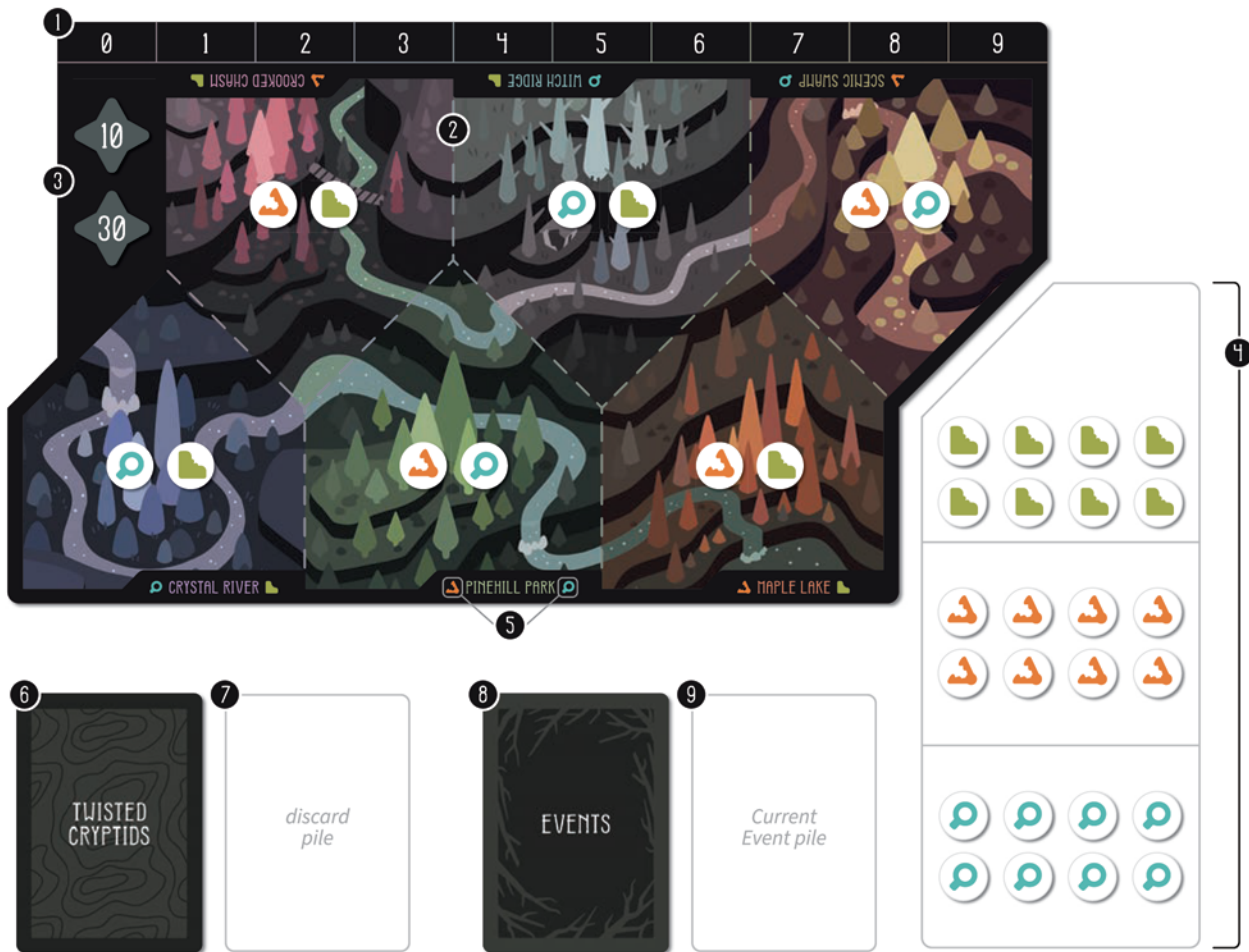 1
0 1 2 3 4 5 6 7 8 9
CROOKED CHASM
WITCH RIDGE
SCENIC SWAMP
10
2
3
30
4
CRYSTAL RIVER
PINEHILL PARK
MAPLE LAKE
5
6
7
8
9
TWISTED
CRYPTIDS
discard
pile
EVENTS
Current
Event pile